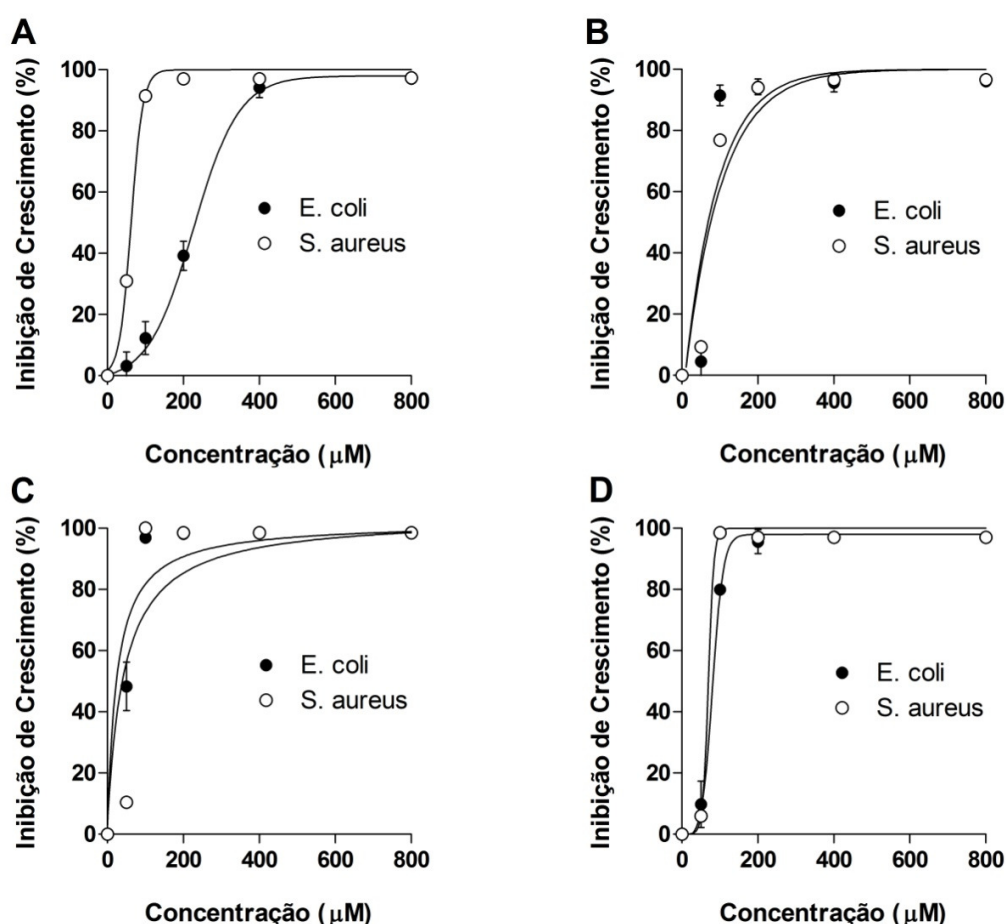 A
Inibição de Crescimento (%)
100
80
60
40
20
0
E. coli
S. aureus
0 200 400 600 800
Concentração (μM)
B
Inibição de Crescimento (%)
100
80
60
40
20
0
E. coli
S. aureus
0 200 400 600 800
Concentração (μM)
C
Inibição de Crescimento (%)
100
80
60
40
20
0
E. coli
S. aureus
0 200 400 600 800
Concentração (μM)
D
Inibição de Crescimento (%)
100
80
60
40
20
0
E. coli
S. aureus
0 200 400 600 800
Concentração (μM)